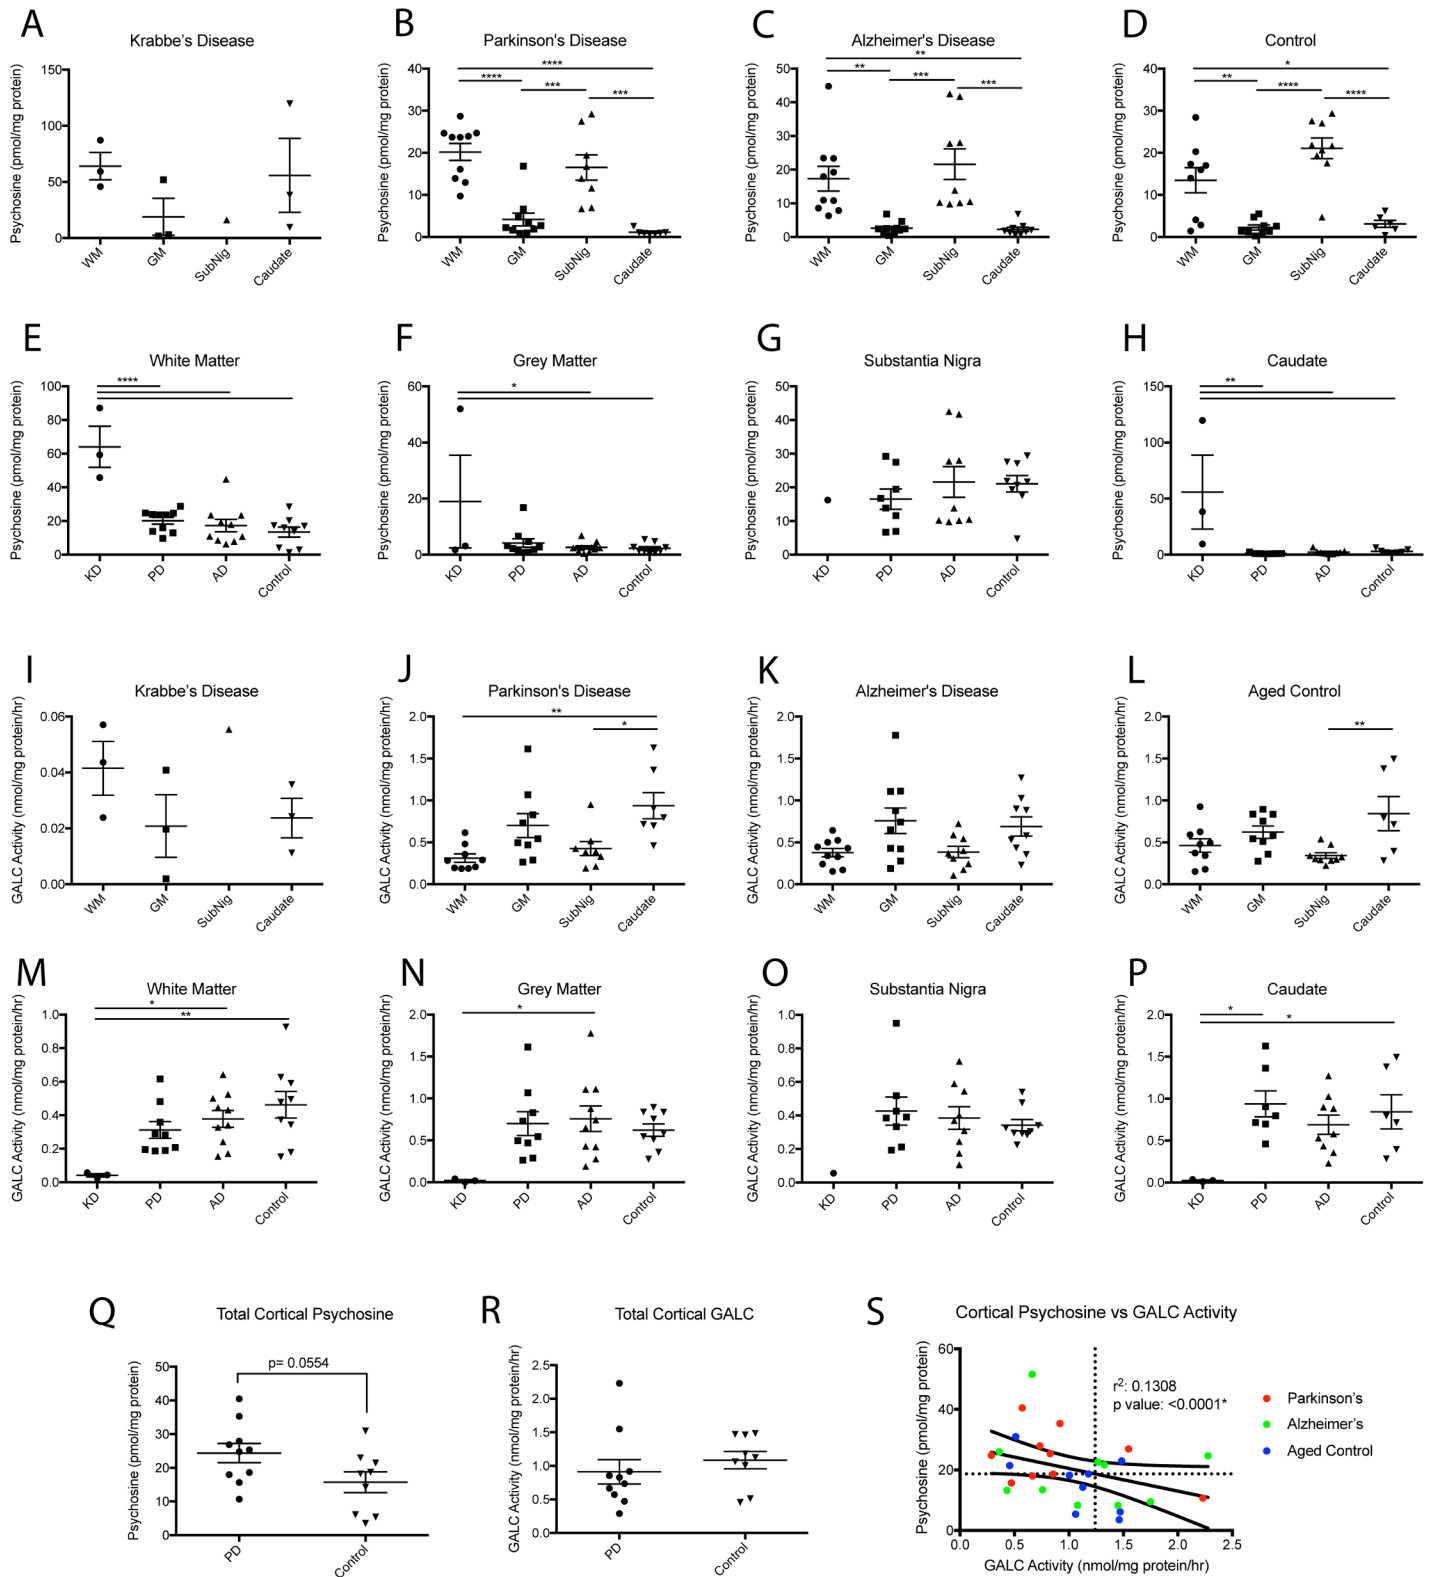 A
Krabbe's Disease
Psychosine (pmol/mg protein)
150
100
50
0
WM
GM
SubNig
Caudate
B
Parkinson's Disease
****
****
***
***
Psychosine (pmol/mg protein)
40
30
20
10
0
WM
GM
SubNig
Caudate
C
Alzheimer's Disease
**
**
***
***
Psychosine (pmol/mg protein)
50
40
30
20
10
0
WM
GM
SubNig
Caudate
D
Control
*
**
****
****
Psychosine (pmol/mg protein)
40
30
20
10
0
WM
GM
SubNig
Caudate
E
White Matter
****
Psychosine (pmol/mg protein)
100
80
60
40
20
0
KD
PD
AD
Control
F
Grey Matter
*
Psychosine (pmol/mg protein)
60
40
20
0
KD
PD
AD
Control
G
Substantia Nigra
Psychosine (pmol/mg protein)
50
40
30
20
10
0
KD
PD
AD
Control
H
Caudate
**
Psychosine (pmol/mg protein)
150
100
50
0
KD
PD
AD
Control
I
Krabbe's Disease
GALC Activity (nmol/mg protein/hr)
0.06
0.04
0.02
0.00
WM
GM
SubNig
Caudate
J
Parkinson's Disease
**
*
GALC Activity (nmol/mg protein/hr)
2.0
1.5
1.0
0.5
0.0
WM
GM
SubNig
Caudate
K
Alzheimer's Disease
GALC Activity (nmol/mg protein/hr)
2.0
1.5
1.0
0.5
0.0
WM
GM
SubNig
Caudate
L
Aged Control
**
GALC Activity (nmol/mg protein/hr)
2.0
1.5
1.0
0.5
0.0
WM
GM
SubNig
Caudate
M
White Matter
*
**
GALC Activity (nmol/mg protein/hr)
1.0
0.8
0.6
0.4
0.2
0.0
KD
PD
AD
Control
N
Grey Matter
*
GALC Activity (nmol/mg protein/hr)
2.0
1.5
1.0
0.5
0.0
KD
PD
AD
Control
O
Substantia Nigra
GALC Activity (nmol/mg protein/hr)
1.0
0.8
0.6
0.4
0.2
0.0
KD
PD
AD
Control
P
Caudate
*
*
GALC Activity (nmol/mg protein/hr)
2.0
1.5
1.0
0.5
0.0
KD
PD
AD
Control
Q
Total Cortical Psychosine
p= 0.0554
Psychosine (pmol/mg protein)
50
40
30
20
10
0
PD
Control
R
Total Cortical GALC
GALC Activity (nmol/mg protein/hr)
2.5
2.0
1.5
1.0
0.5
0.0
PD
Control
S
Cortical Psychosine vs GALC Activity
Psychosine (pmol/mg protein)
60
40
20
0
r²: 0.1308
p value: <0.0001*
Parkinson's
Alzheimer's
Aged Control
0.0 0.5 1.0 1.5 2.0 2.5
GALC Activity (nmol/mg protein/hr)